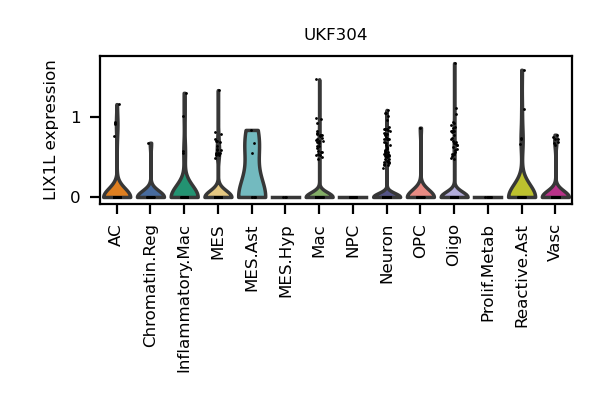 UKF304
LIX1L expression
1
0
AC
Chromatin.Reg
Inflammatory.Mac
MES
MES.Ast
MES.Hyp
Mac
NPC
Neuron
OPC
Oligo
Prolif.Metab
Reactive.Ast
Vasc